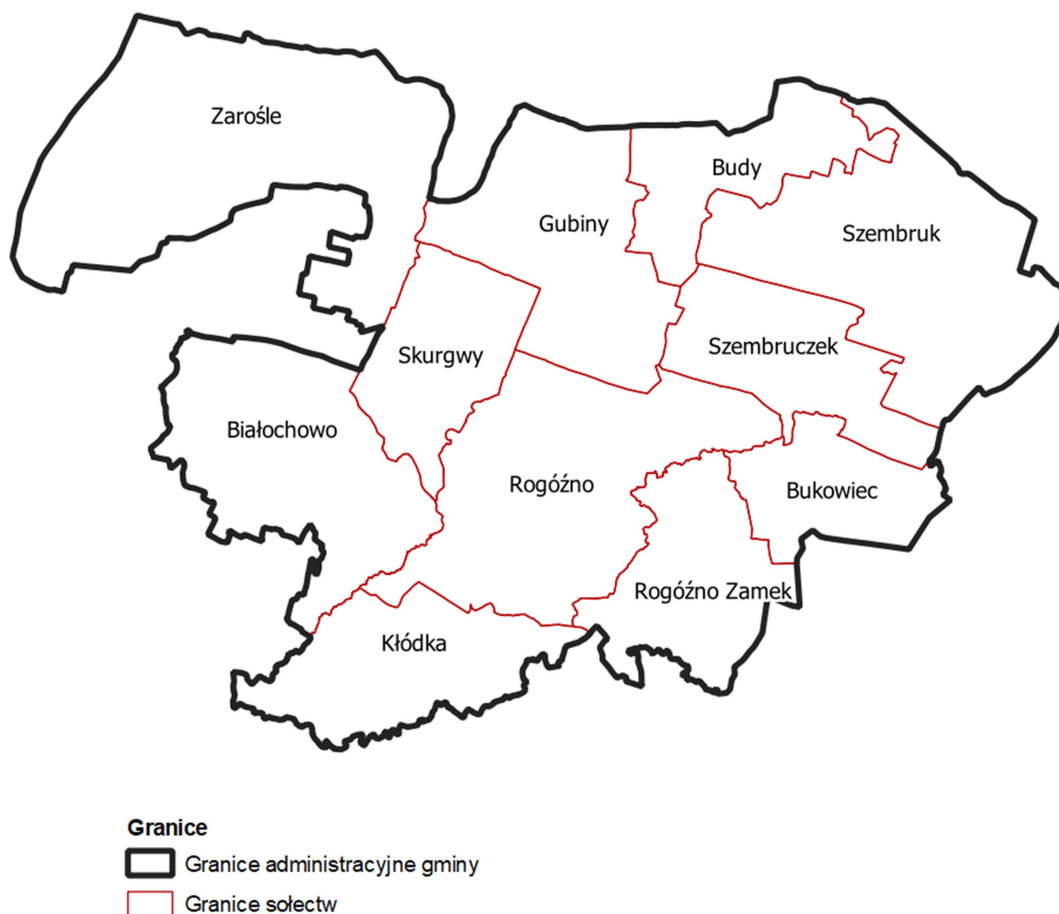 Zarośle
Budy
Gubiny
Szembruk
Szembruczek
Skurgwy
Białochowo
Rogóźno
Bukowiec
Rogóźno Zamek
Kłódka
Granice
Granice administracyjne gminy
Granice sołectw